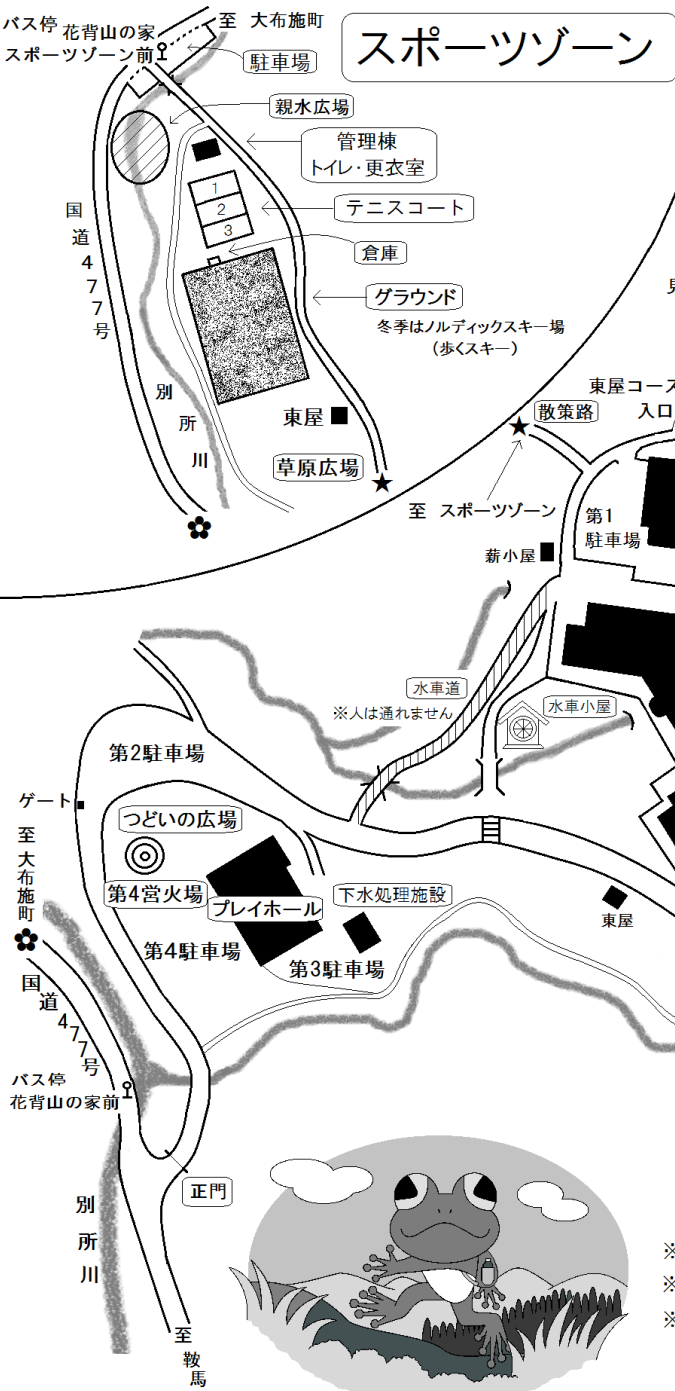 スポーツゾーン
バス停 花背山の家
スポーツゾーン前
至 大布施町
駐車場
親水広場
管理棟
トイレ・更衣室
1
2
3
テニスコート
倉庫
グラウンド
冬季はノルディックスキー場
(歩くスキー)
国道477号
別所川
東屋
草原広場
東屋コース
入口
散策路
至 スポーツゾーン
第1
駐車場
薪小屋
水車道
※人は通れません
水車小屋
第2駐車場
ゲート
つどいの広場
第4営火場
プレイホール
下水処理施設
第4駐車場
第3駐車場
東屋
至大布施町
国道477号
バス停
花背山の家前
正門
別所川
至鞍馬
※
※
※